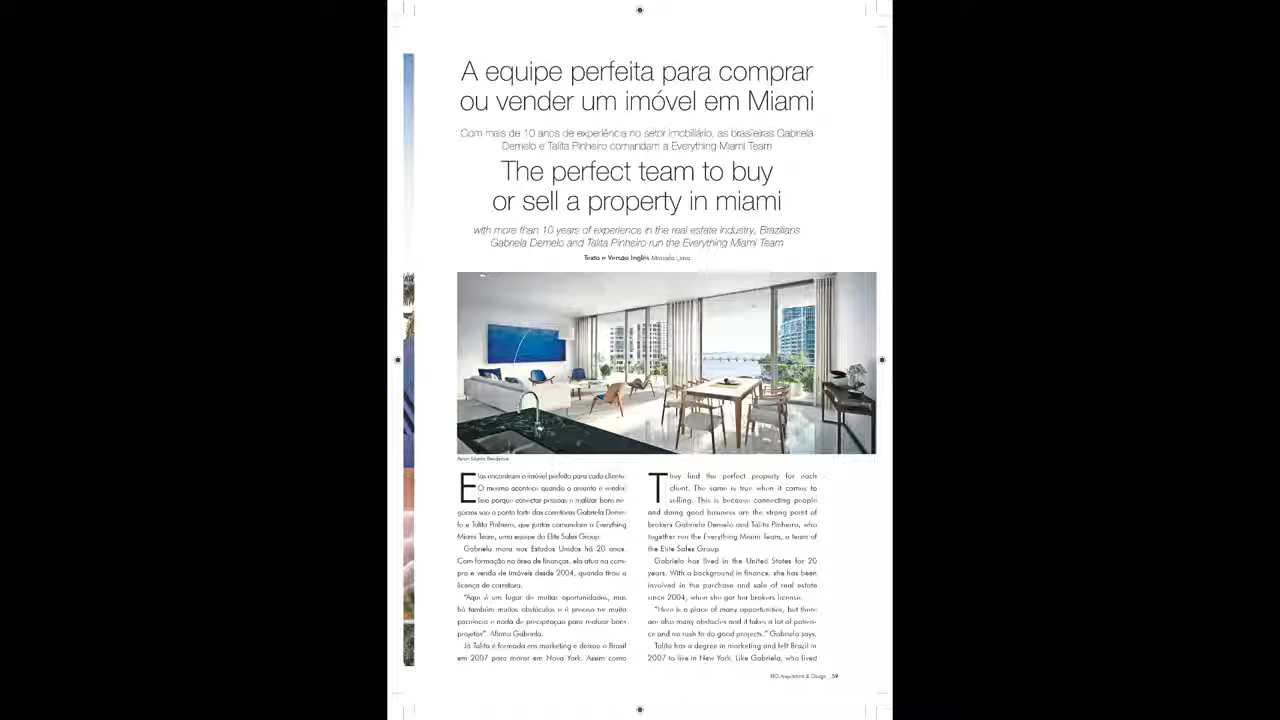 A equipe perfeita para comprar
ou vender um imóvel em Miami
Com mais de 10 anos de experiência no setor imobiliário, as brasileiras Gabriela
Demelo e Talita Pinheiro comandam a Everything Miami Team
The perfect team to buy
or sell a property in miami
with more than 10 years of experience in the real estate industry, Brazilians
Gabriela Demelo and Talita Pinheiro run the Everything Miami Team
Texto e Versão Inglês
Aston Martin Residence
Elas encontram o imóvel perfeito para cada cliente.
O mesmo acontece quando o assunto é vender.
Isso porque conectar pessoas e realizar bons ne-
gócios são o ponto forte das corretoras Gabriela Deme-
lo e Talita Pinheiro, que juntas comandam a Everything
Miami Team, uma equipe do Elite Sales Group.
Gabriela mora nos Estados Unidos há 20 anos.
Com formação na área de finanças, ela atua na com-
pra e venda de imóveis desde 2004, quando tirou a
licença de corretora.
"Aqui é um lugar de muitas oportunidades, mas
há também muitos obstáculos e é preciso ter muita
paciência e nada de precipitação para realizar bons
projetos". Afirma Gabriela.
Já Talita é formada em marketing e deixou o Brasil
em 2007 para morar em Nova York. Assim como
They find the perfect property for each
client. The same is true when it comes to
selling. This is because connecting people
and doing good business are the strong point of
brokers Gabriela Demelo and Talita Pinheiro, who
together run the Everything Miami Team, a team of
the Elite Sales Group.
Gabriela has lived in the United States for 20
years. With a background in finance, she has been
involved in the purchase and sale of real estate
since 2004, when she got her brokers license.
"Here is a place of many opportunities, but there
are also many obstacles and it takes a lot of patien-
ce and no rush to do good projects." Gabriela says.
Talita has a degree in marketing and left Brazil in
2007 to live in New York. Like Gabriela, who lived
Arquitetura & Design 59